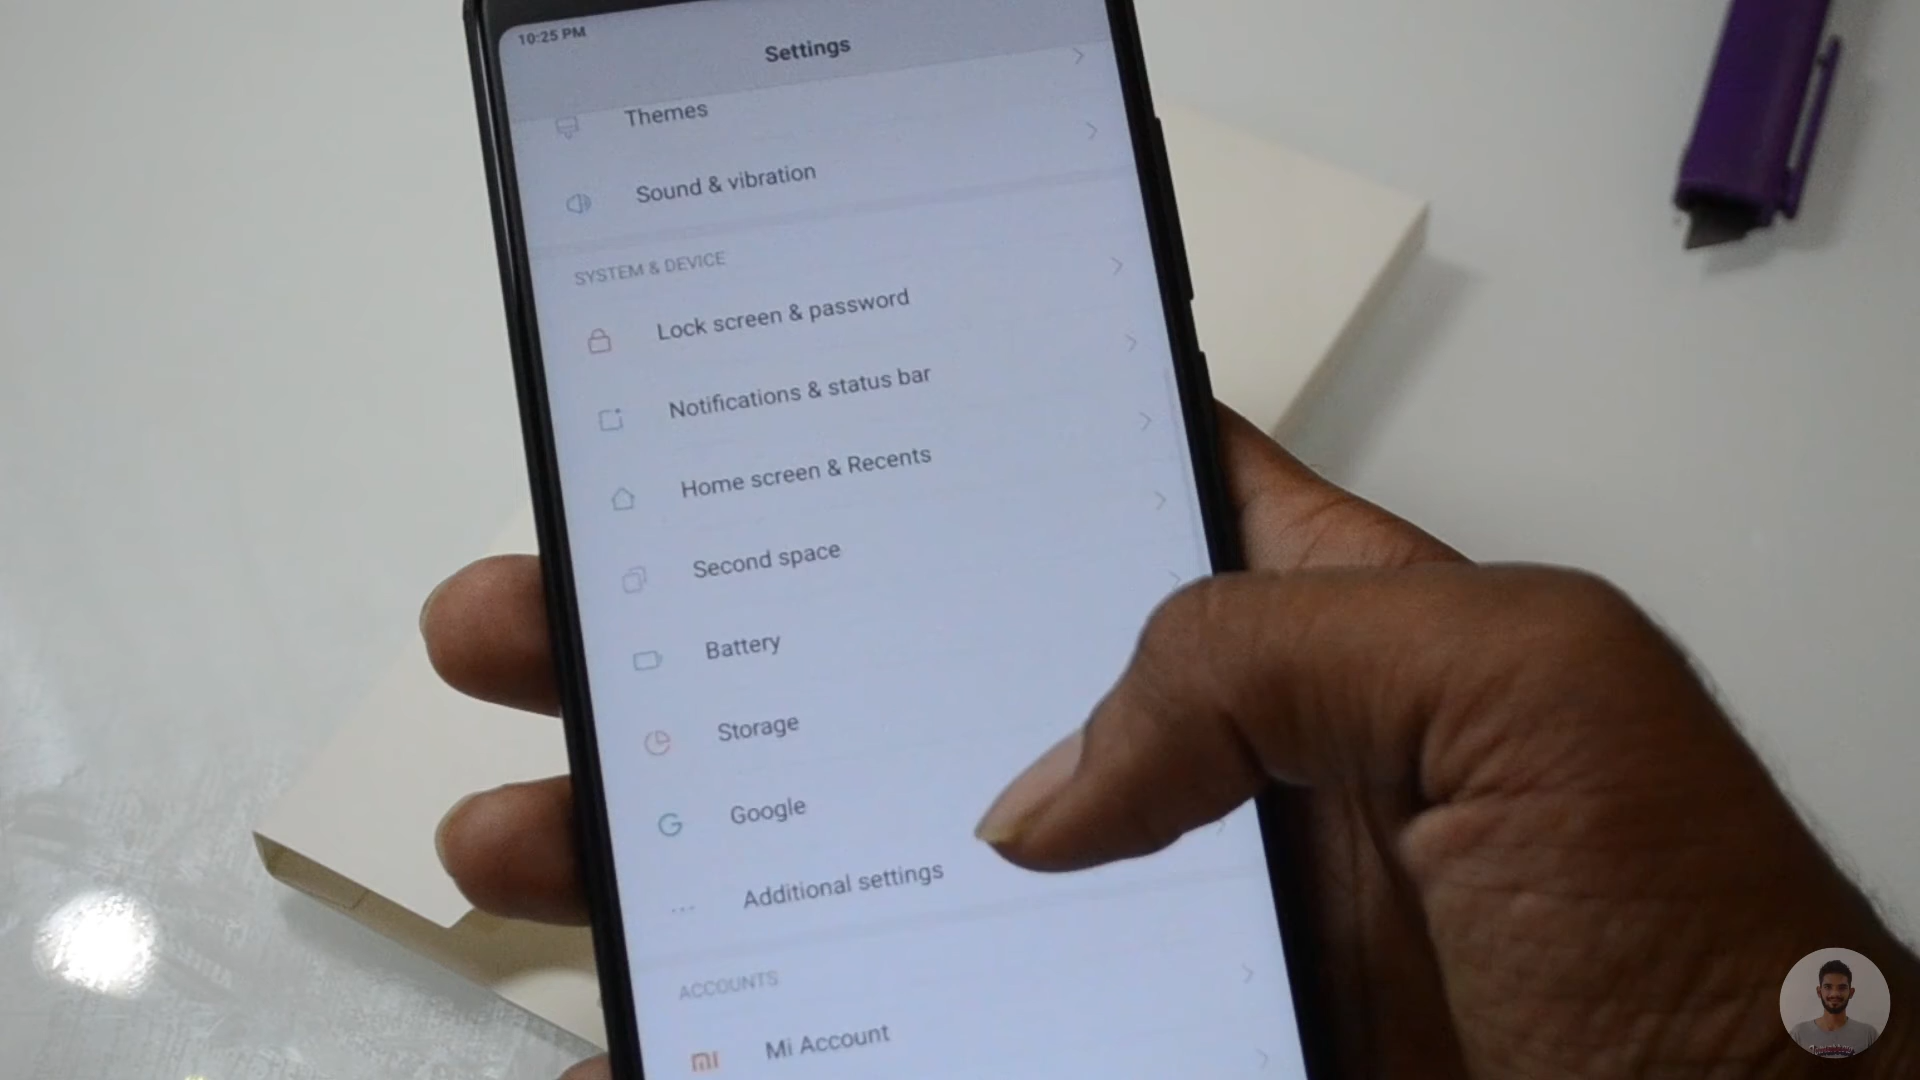 10:25 PM
Settings
Themes
Sound & vibration
SYSTEM & DEVICE
Lock screen & password
Notifications & status bar
Home screen & Recents
Second space
Battery
Storage
Google
Additional settings
ACCOUNTS
Mi Account